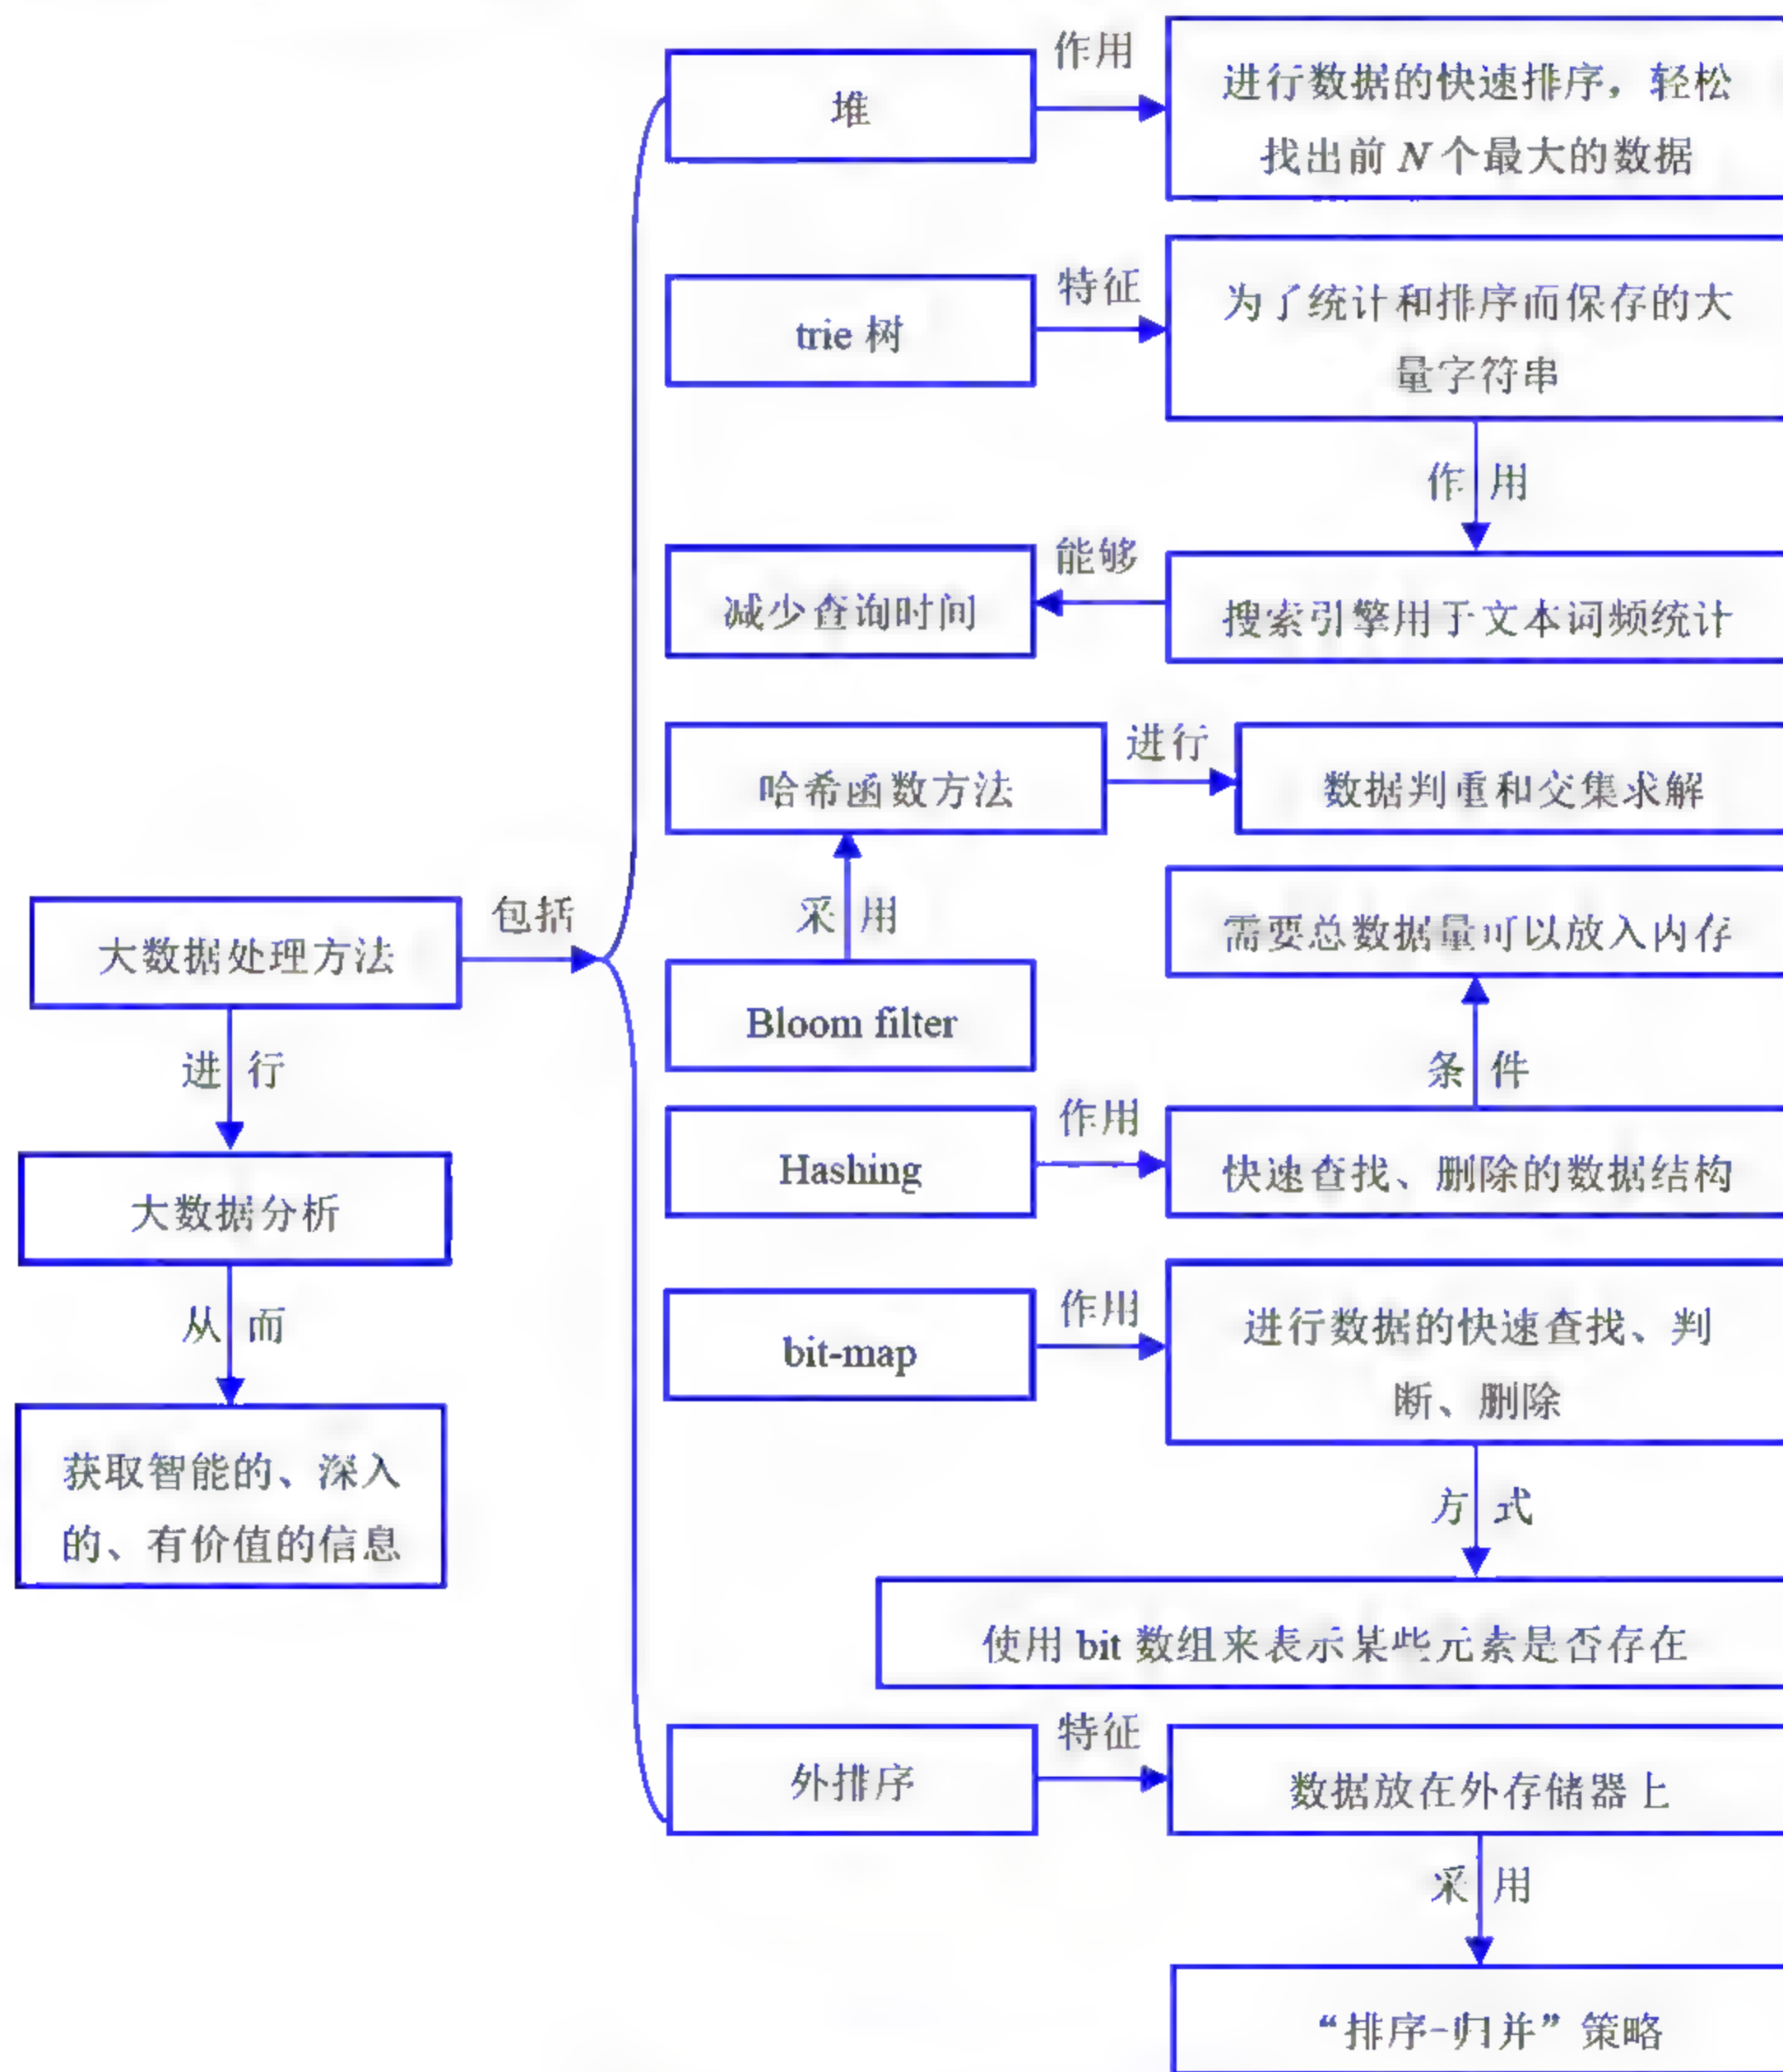 堆
作用
进行数据的快速排序，轻松
找出前 N 个最大的数据
trie 树
特征
为了统计和排序而保存的大
量字符串
作用
减少查询时间
能够
搜索引擎用于文本词频统计
哈希函数方法
进行
数据判重和交集求解
大数据处理方法
包括
采用
需要总数据量可以放入内存
Bloom filter
进行
条件
Hashing
作用
快速查找、删除的数据结构
大数据分析
从而
bit-map
作用
进行数据的快速查找、判
断、删除
获取智能的、深入
的、有价值的信息
方式
使用 bit 数组来表示某些元素是否存在
外排序
特征
数据放在外存储器上
采用
“排序-归并”策略